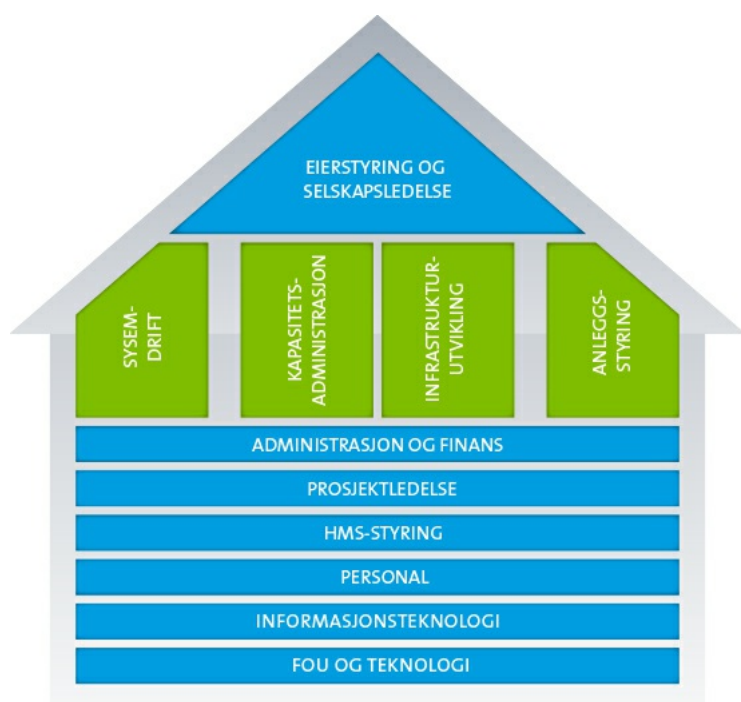 EIERSTYRING OG
SELSKAPSLEDELSE
SYSEM-
DRIFT
KAPASITETS-
ADMINISTRASJON
INFRASTRUKTUR-
UTVIKLING
ANLEGGS-
STYRING
ADMINISTRASJON OG FINANS
PROSJEKTLEDELSE
HMS-STYRING
PERSONAL
INFORMASJONSTEKNOLOGI
FOU OG TEKNOLOGI